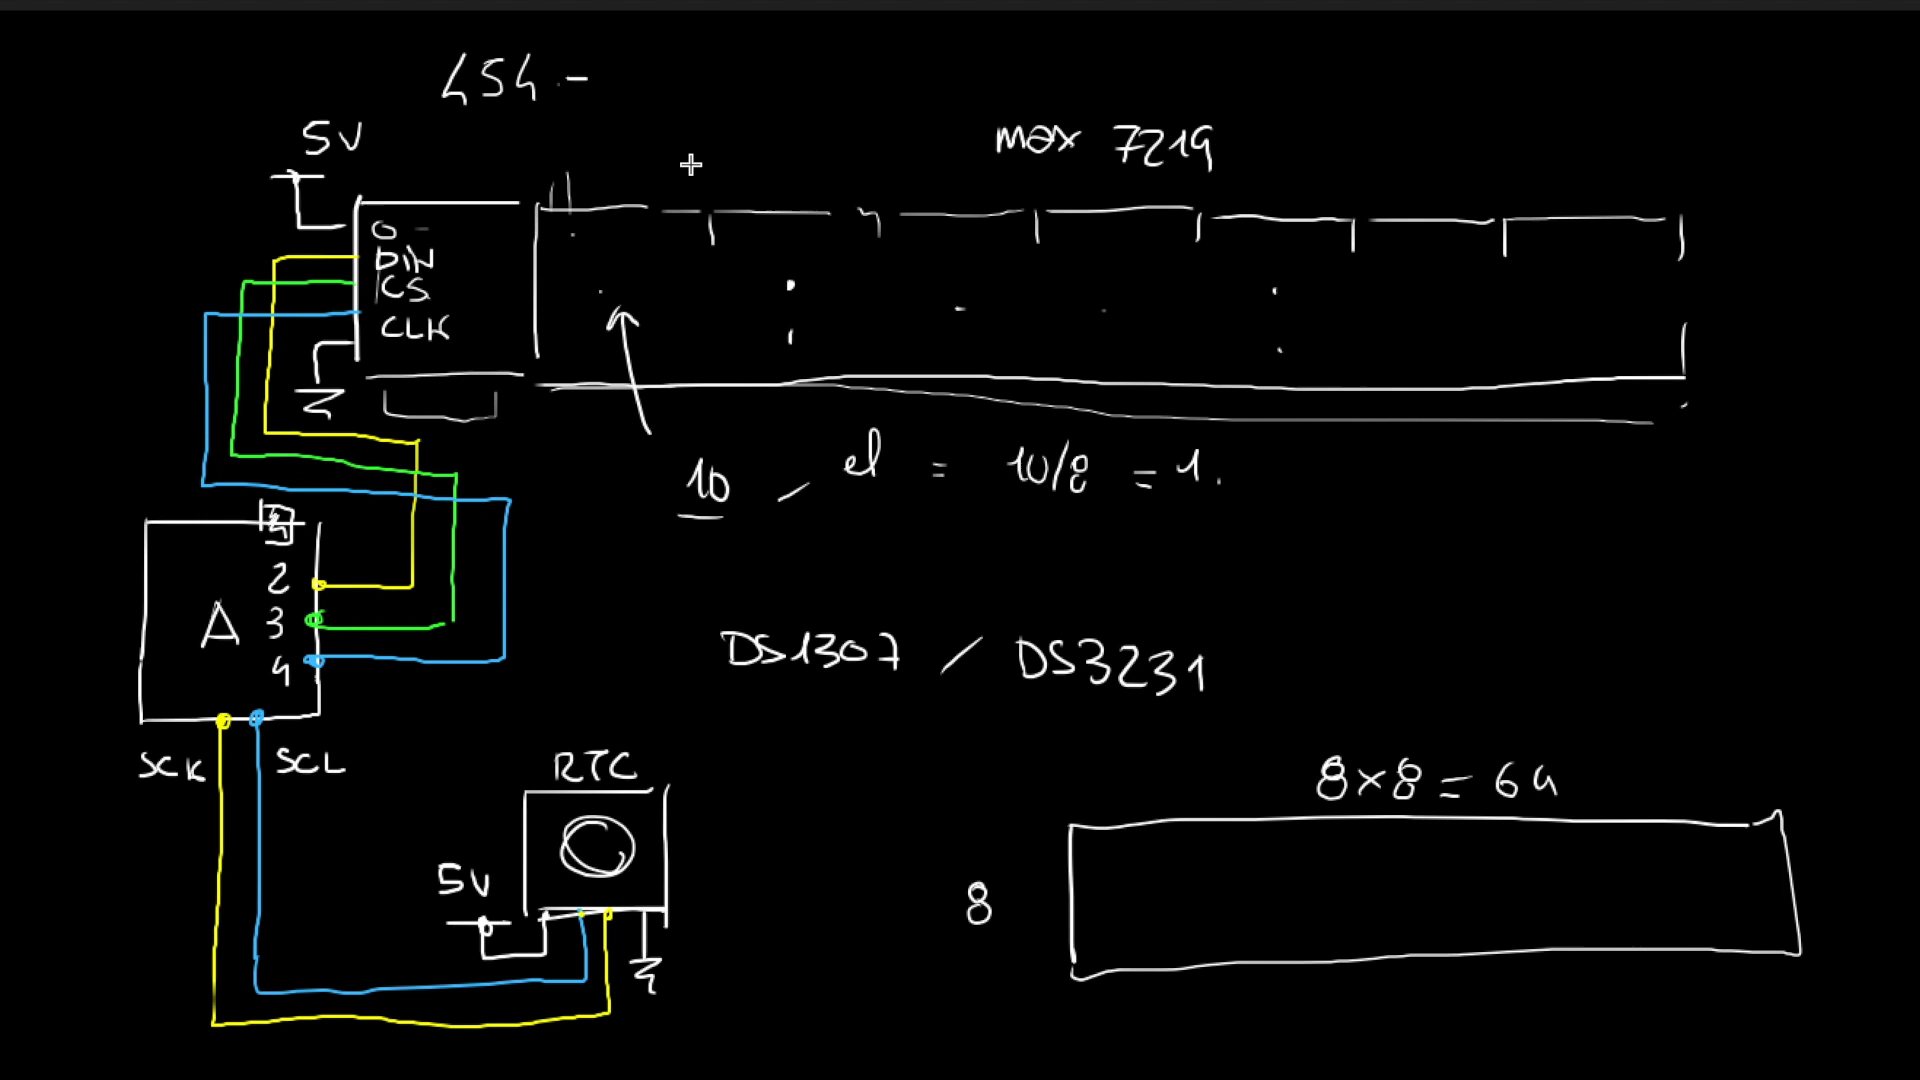 454.-
5V
max 7219
DIN
CS
CLK
10 / el = 10/8 = 1.
2
A 3
4
DS1307 / DS3231
SCK SCL
RTC
8x8 = 64
5V
8